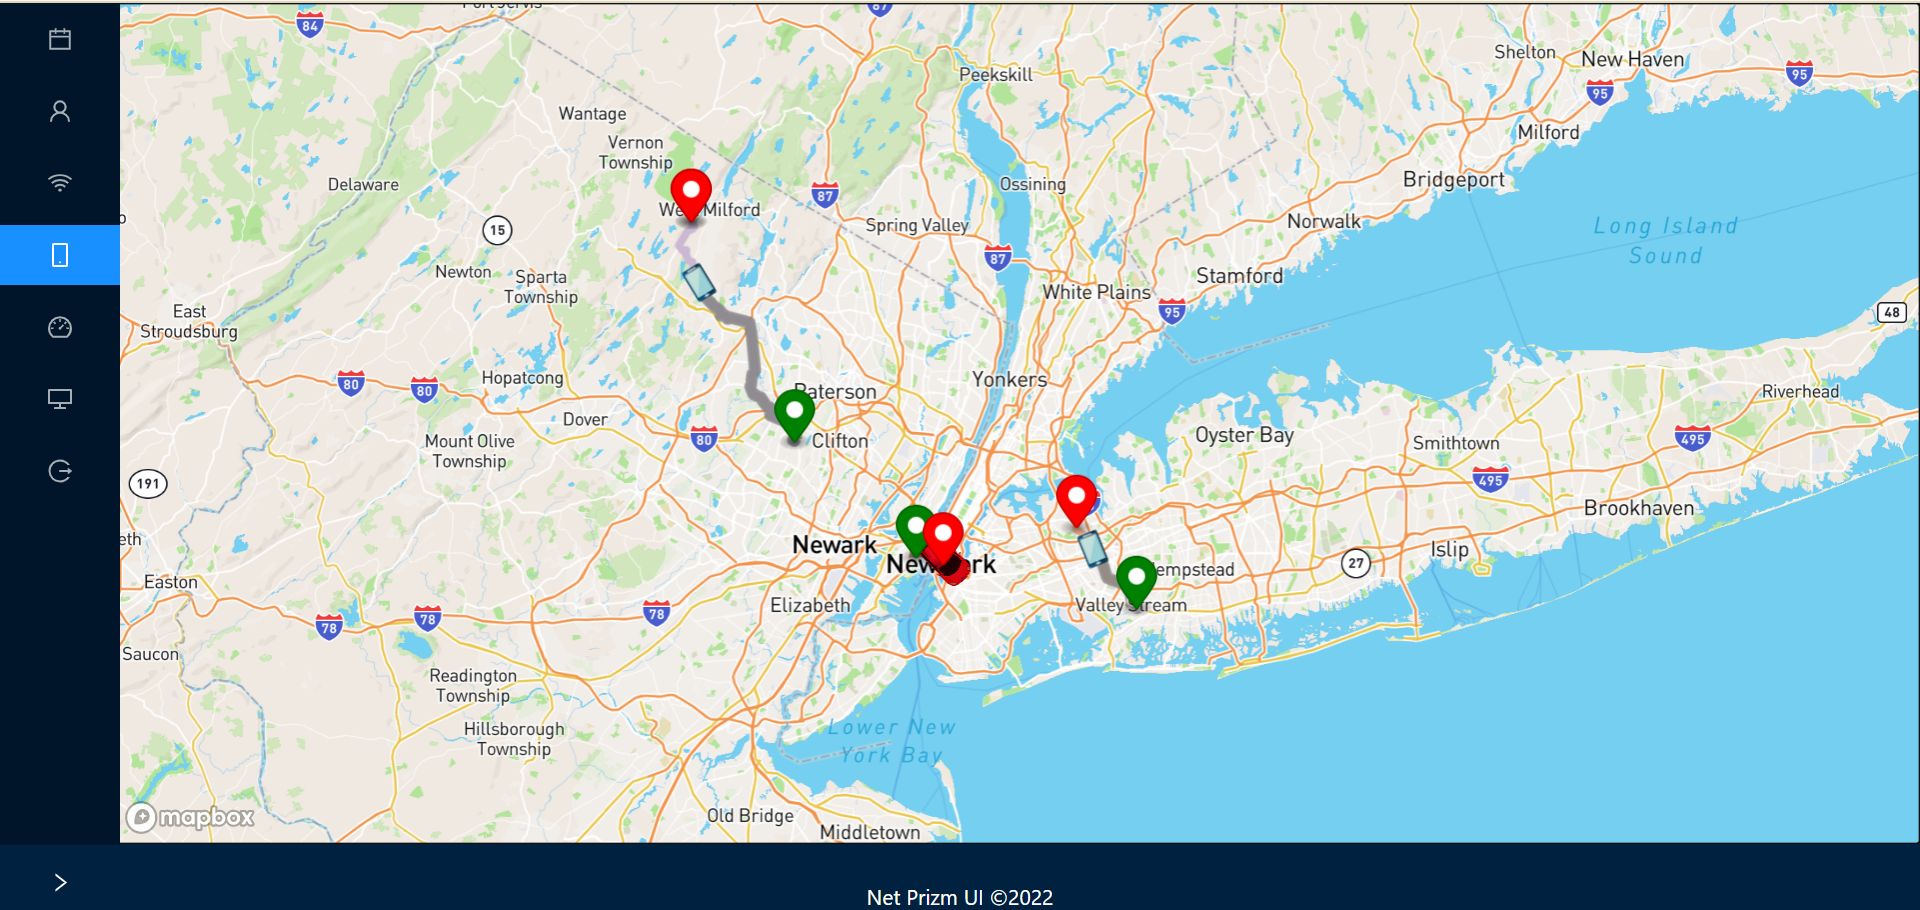 84
87
Peekskill
Shelton
New Haven
95
95
Wantage
Milford
Vernon
Township
Delaware
87
Ossining
Bridgeport
Milford
15
Spring Valley
Norwalk
Long Island
Sound
87
Newton
Sparta
Township
White Plains
Stamford
95
48
East
Stroudsburg
80
80
Hopatcong
Paterson
Yonkers
Riverhead
Dover
80
Clifton
Oyster Bay
Smithtown
495
Mount Olive
Township
191
495
Brookhaven
Newark
New
rk
Islip
27
Easton
empstead
Elizabeth
Valley Stream
78
78
78
Saucon
Readington
Township
Hillsborough
Township
Lower New
York Bay
mapbox
Old Bridge
Middletown
Net Prizm UI ©2022